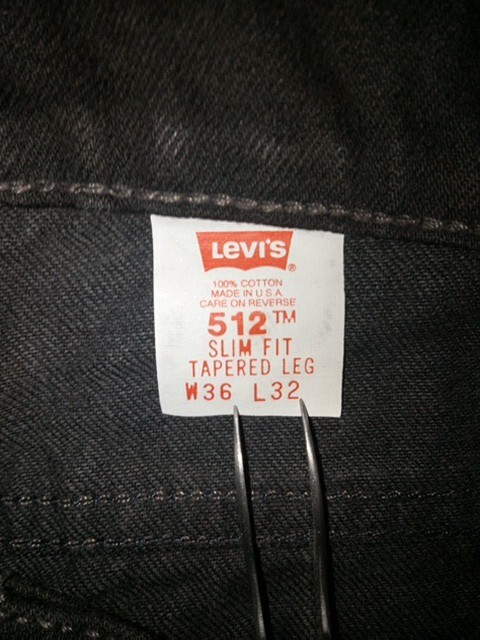 Levi's
®
100% COTTON
MADE IN U.S.A.
CARE ON REVERSE
512™
SLIM FIT
TAPERED LEG
W36 L32